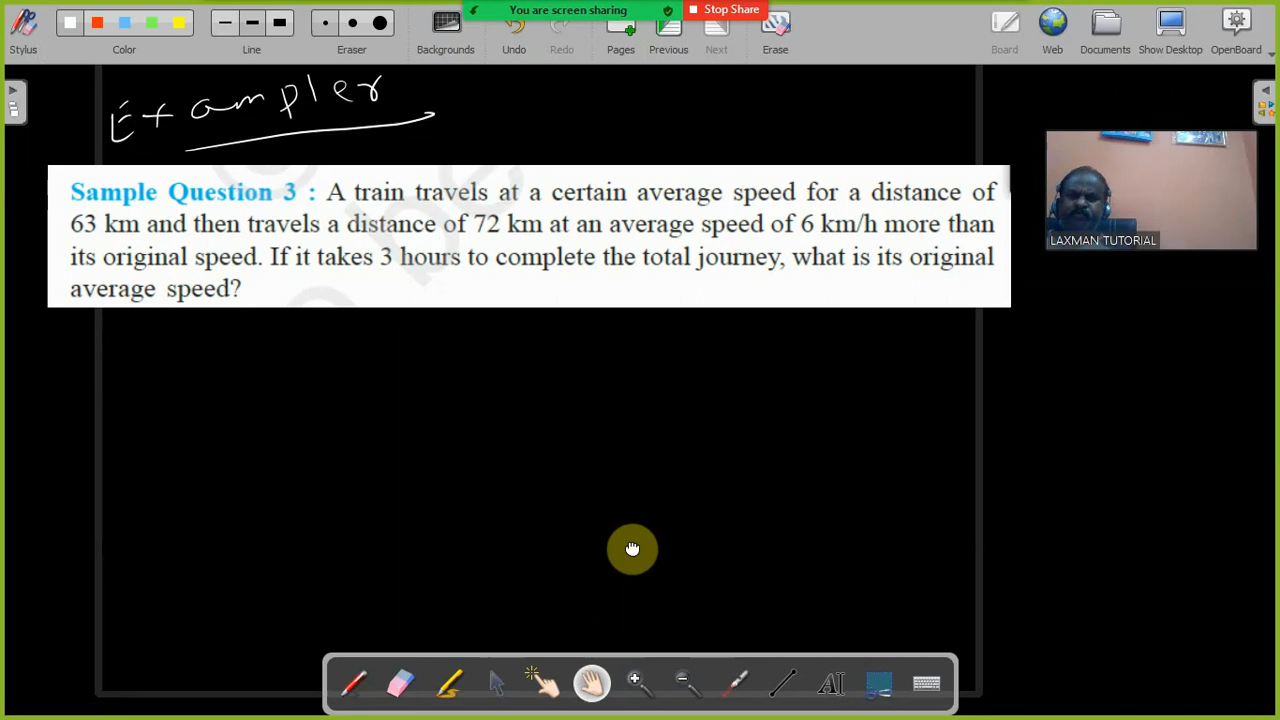 You are screen sharing Stop Share
Stylus Color Line Eraser Backgrounds Undo Redo Pages Previous Next Erase Board Web Documents Show Desktop OpenBoard
Exampler
Sample Question 3 : A train travels at a certain average speed for a distance of
63 km and then travels a distance of 72 km at an average speed of 6 km/h more than
its original speed. If it takes 3 hours to complete the total journey, what is its original
average speed?
LAXMAN TUTORIAL
AI